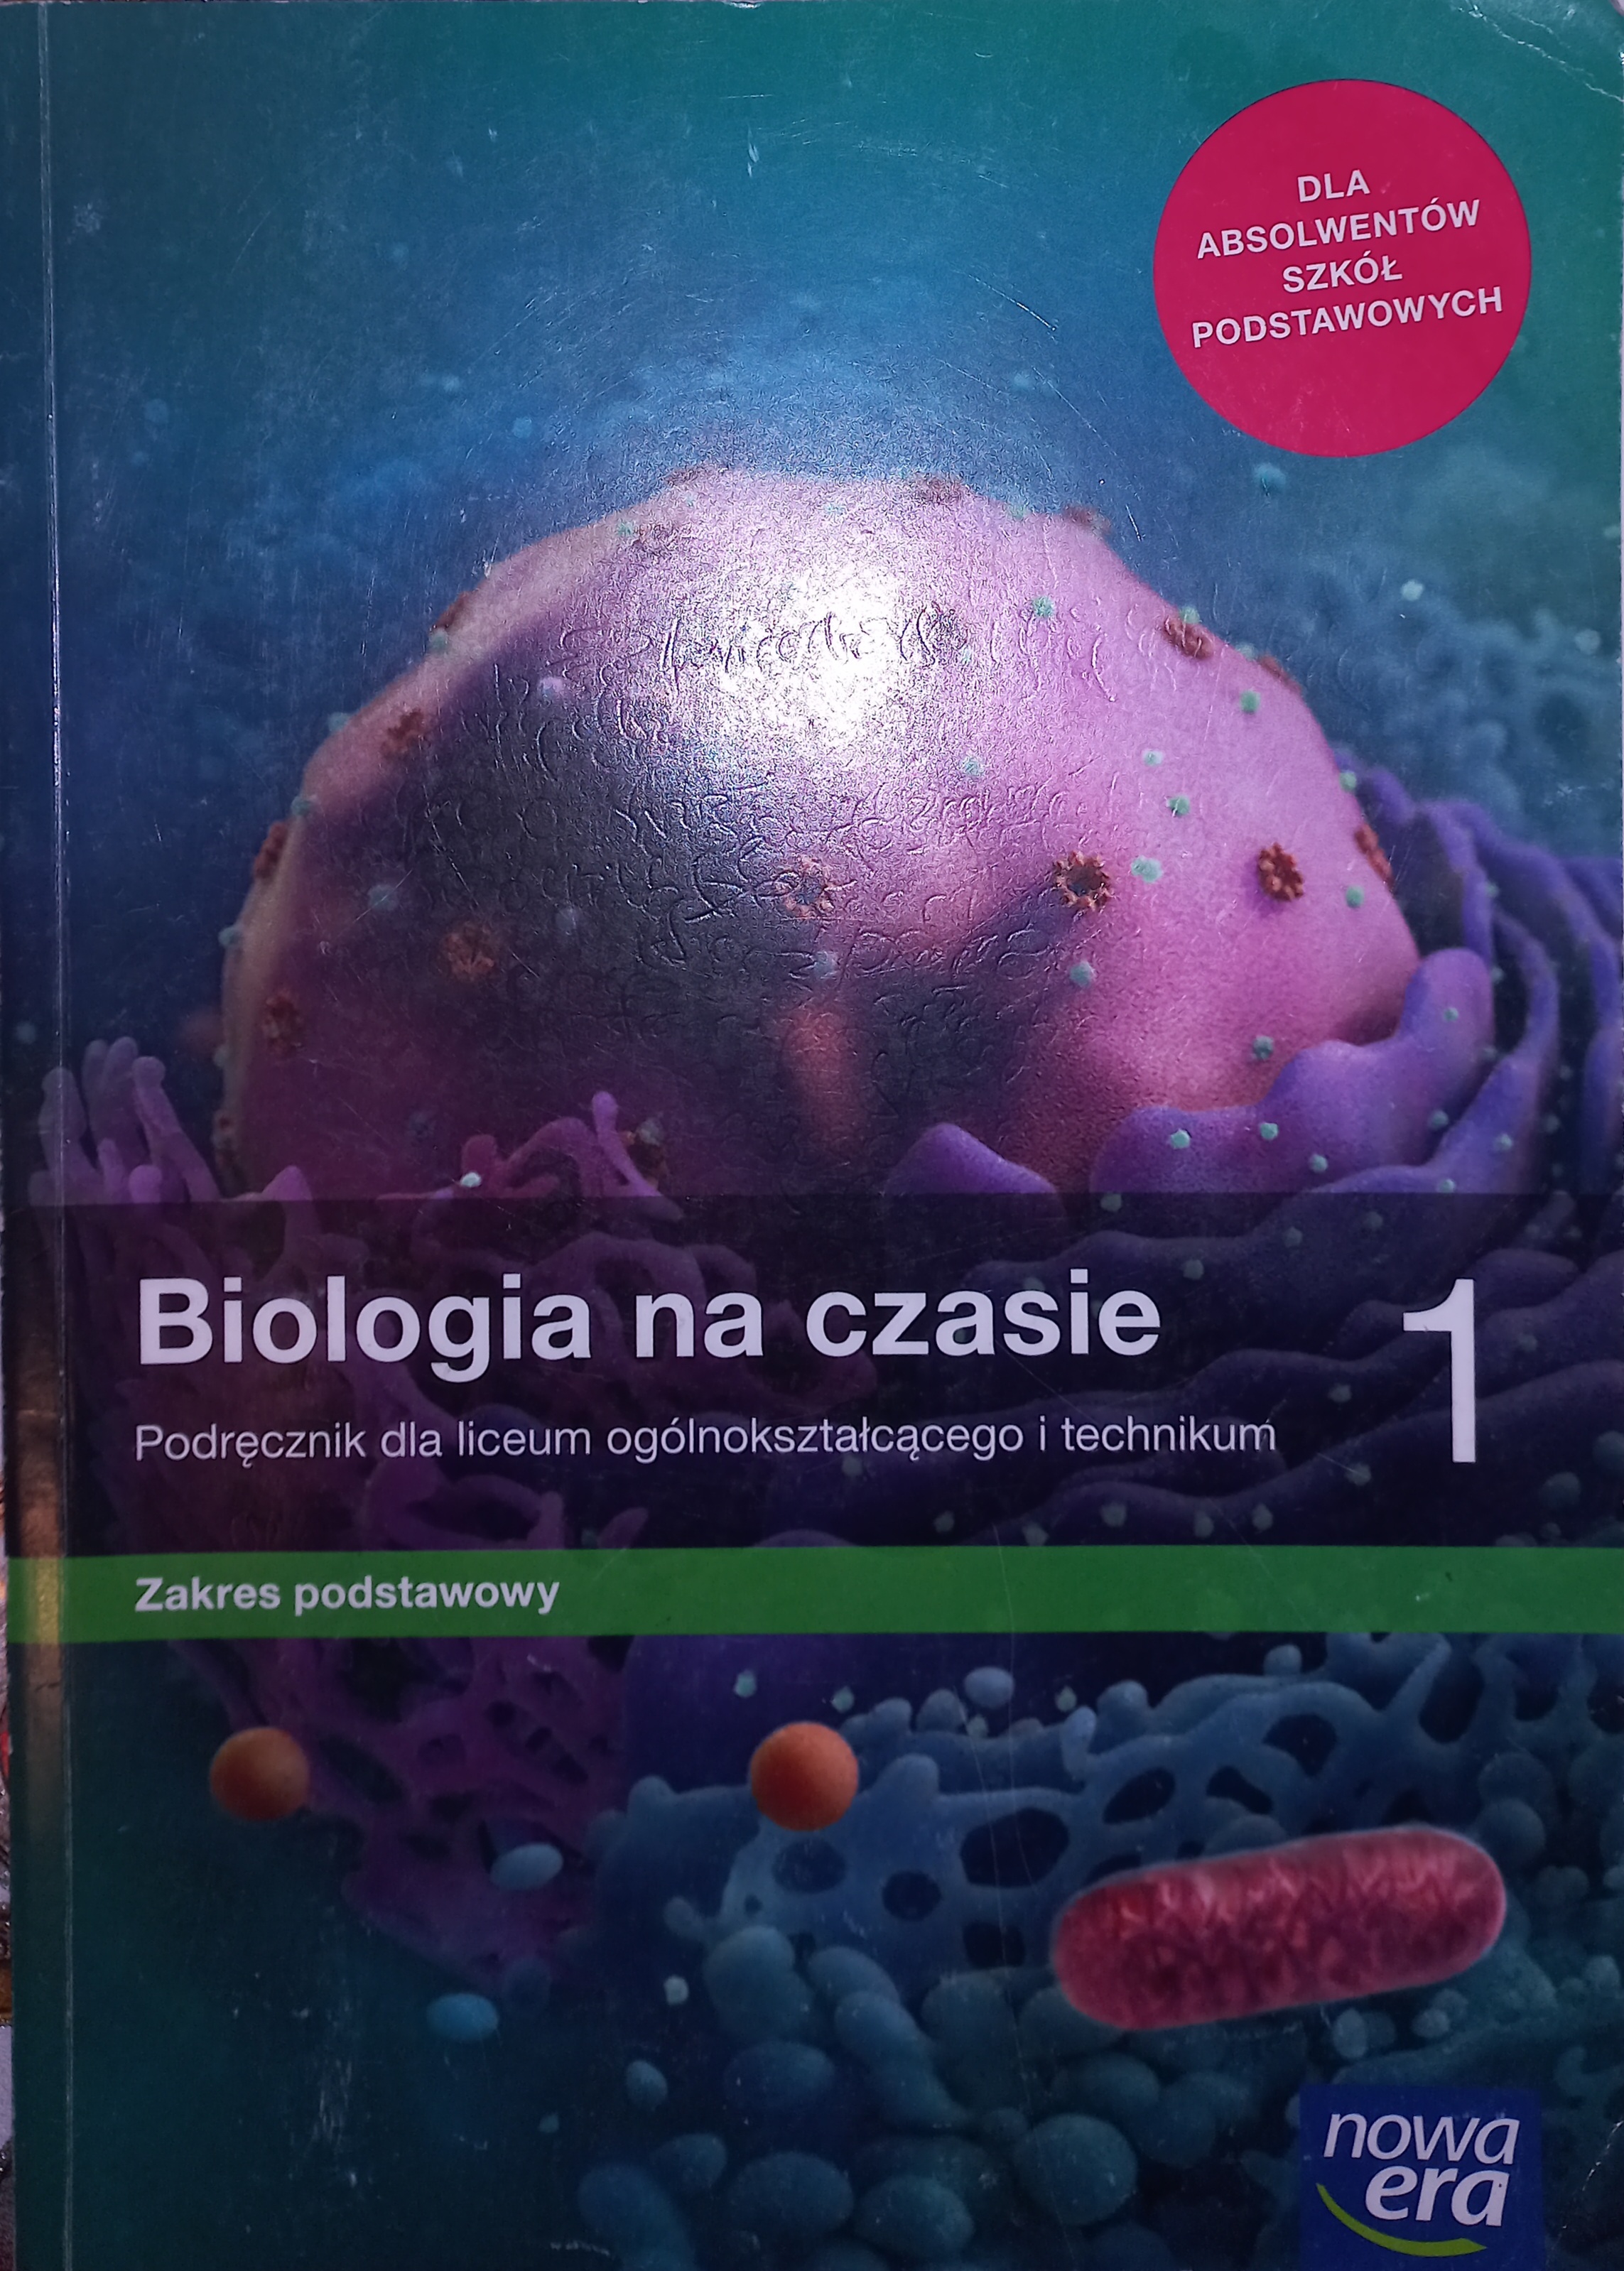 DLA
ABSOLWENTÓW
SZKÓŁ
PODSTAWOWYCH
Biologia na czasie 1
Podręcznik dla liceum ogólnokształcącego i technikum
Zakres podstawowy
nowa
era